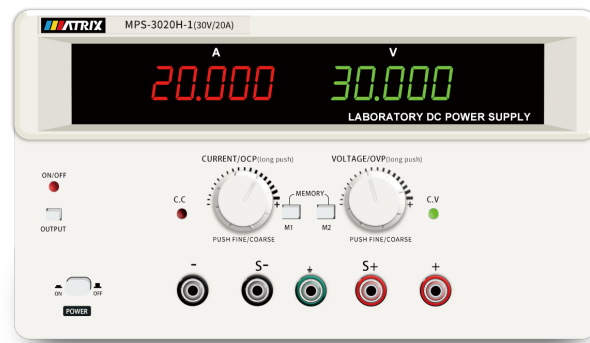 MATRIX MPS-3020H-1(30V/20A)
A V
20.000 30.000
LABORATORY DC POWER SUPPLY
CURRENT/OCP(long push) VOLTAGE/OVP(long push)
ON/OFF
C.C - + MEMORY - + C.V
OUTPUT M1 M2
PUSH FINE/COARSE PUSH FINE/COARSE
- S- S+ +
ON OFF
POWER